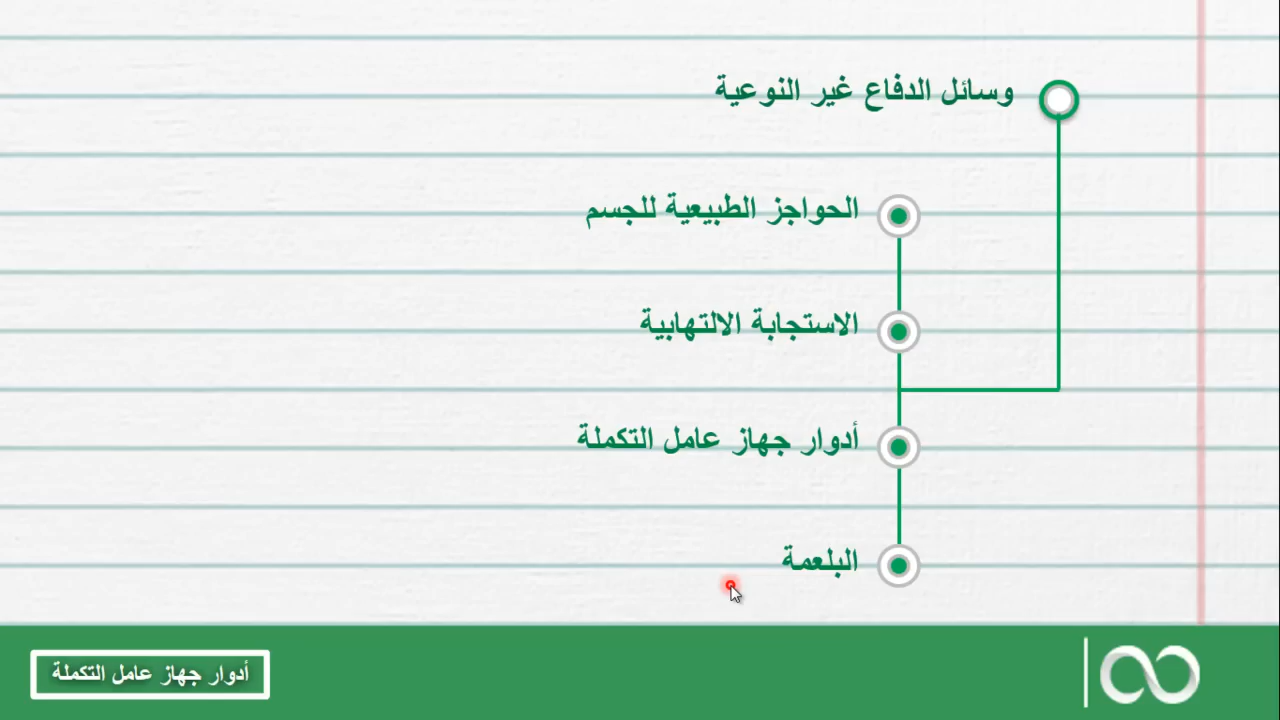 وسائل الدفاع غير النوعية
الحواجز الطبيعية للجسم
الاستجابة الالتهابية
أدوار جهاز عامل التكملة
البلعمة
أدوار جهاز عامل التكملة